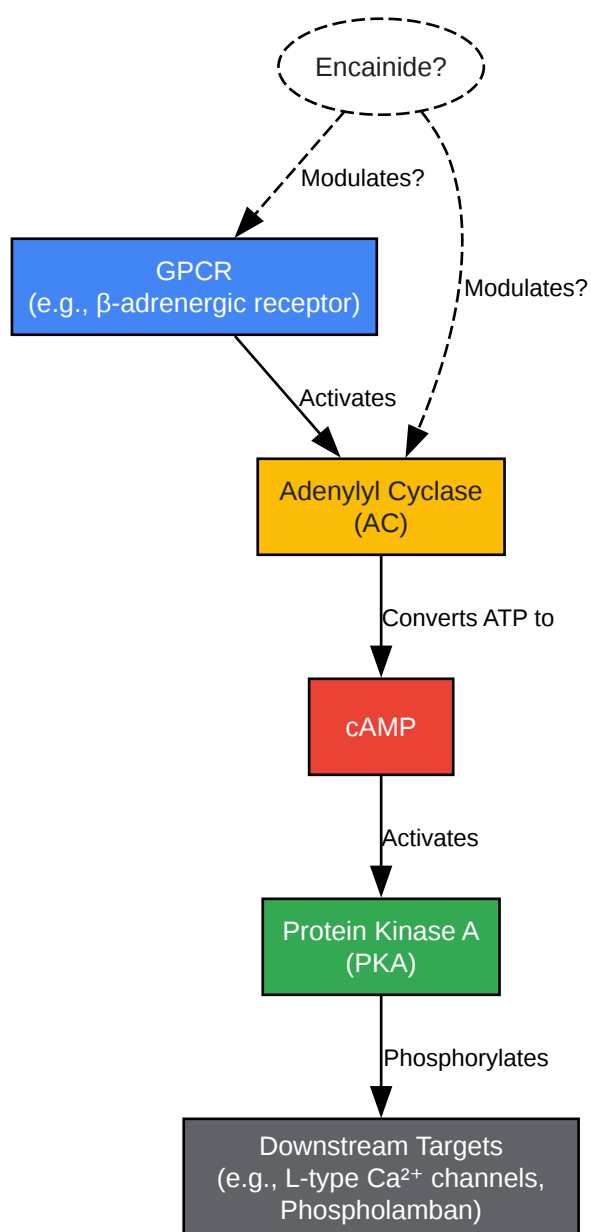 Encainide?
Modulates?
GPCR
(e.g., β-adrenergic receptor)
Modulates?
Activates
Adenylyl Cyclase
(AC)
Converts ATP to
cAMP
Activates
Protein Kinase A
(PKA)
Phosphorylates
Downstream Targets
(e.g., L-type Ca²⁺ channels,
Phospholamban)